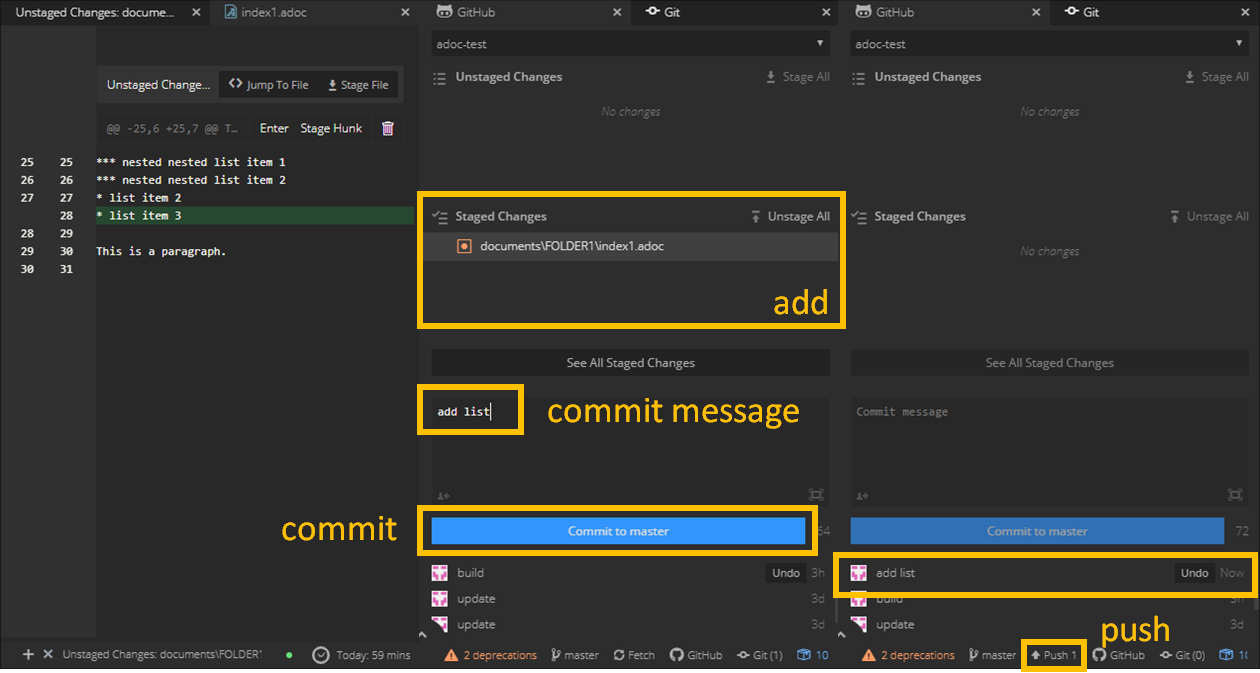 Unstaged Changes: docume...
index1.adoc
Unstaged Change...
Jump To File
Stage File
@@ -25,6 +25,7 @@ T...
Enter
Stage Hunk
25 25 *** nested nested list item 1
26 26 *** nested nested list item 2
27 27 * list item 2
28 * list item 3
28 29
29 30 This is a paragraph.
30 31
commit
Unstaged Changes: documents\FOLDER1
Today: 59 mins
GitHub
Git
adoc-test
Unstaged Changes
Stage All
No changes
Staged Changes
Unstage All
documents\FOLDER1\index1.adoc
add
See All Staged Changes
add list
commit message
Commit to master
build
Undo
3h
update
3d
update
3d
2 deprecations
master
Fetch
GitHub
Git (1)
10
GitHub
Git
adoc-test
Unstaged Changes
Stage All
No changes
Staged Changes
Unstage All
No changes
See All Staged Changes
Commit message
Commit to master
72
add list
Undo
Now
build
update
3d
push
2 deprecations
master
Push 1
GitHub
Git (0)